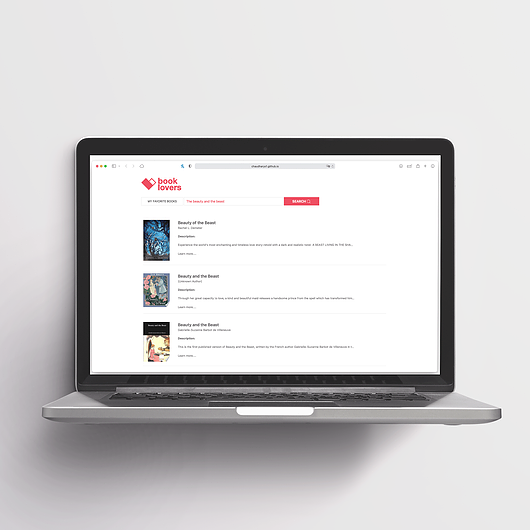 book
lovers
MY FAVORITE BOOKS
The beauty and the beast
SEARCH
Beauty of the Beast
Rachel L. Demeter
Description:
Experience the world's most enchanting and timeless love story retold with a dark and realistic twist. A BEAST LIVING IN THE SHA...
Learn more...
Beauty and the Beast
(Unknown Author)
Description:
Through her great capacity to love, a kind and beautiful maid releases a handsome prince from the spell which has transformed him...
Learn more...
Beauty and the Beast
Gabrielle-Suzanne Barbot de Villeneuve
Description:
This is the first published version of Beauty and the Beast, written by the French author Gabrielle-Suzanne Barbot de Villeneuve in t...
Learn more...